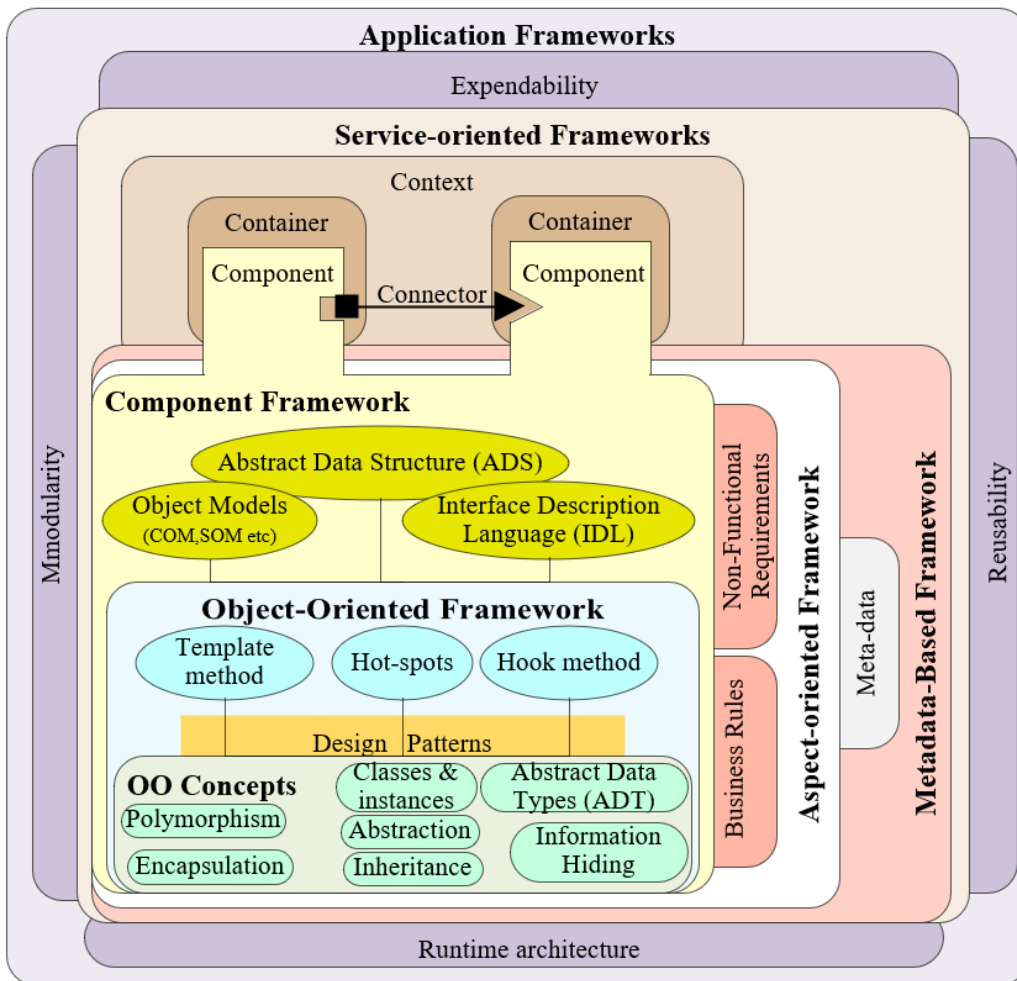 Application Frameworks
Expendability
Service-oriented Frameworks
Context
Container
Container
Component
Component
Connector
Mmodularity
Reusability
Component Framework
Abstract Data Structure (ADS)
Object Models
(COM,SOM etc)
Interface Description
Language (IDL)
Non-Functional
Requirements
Aspect-oriented Framework
Metadata-Based Framework
Meta-data
Business Rules
Object-Oriented Framework
Template
method
Hot-spots
Hook method
Design Patterns
OO Concepts
Polymorphism
Encapsulation
Classes &
instances
Abstraction
Inheritance
Abstract Data
Types (ADT)
Information
Hiding
Runtime architecture